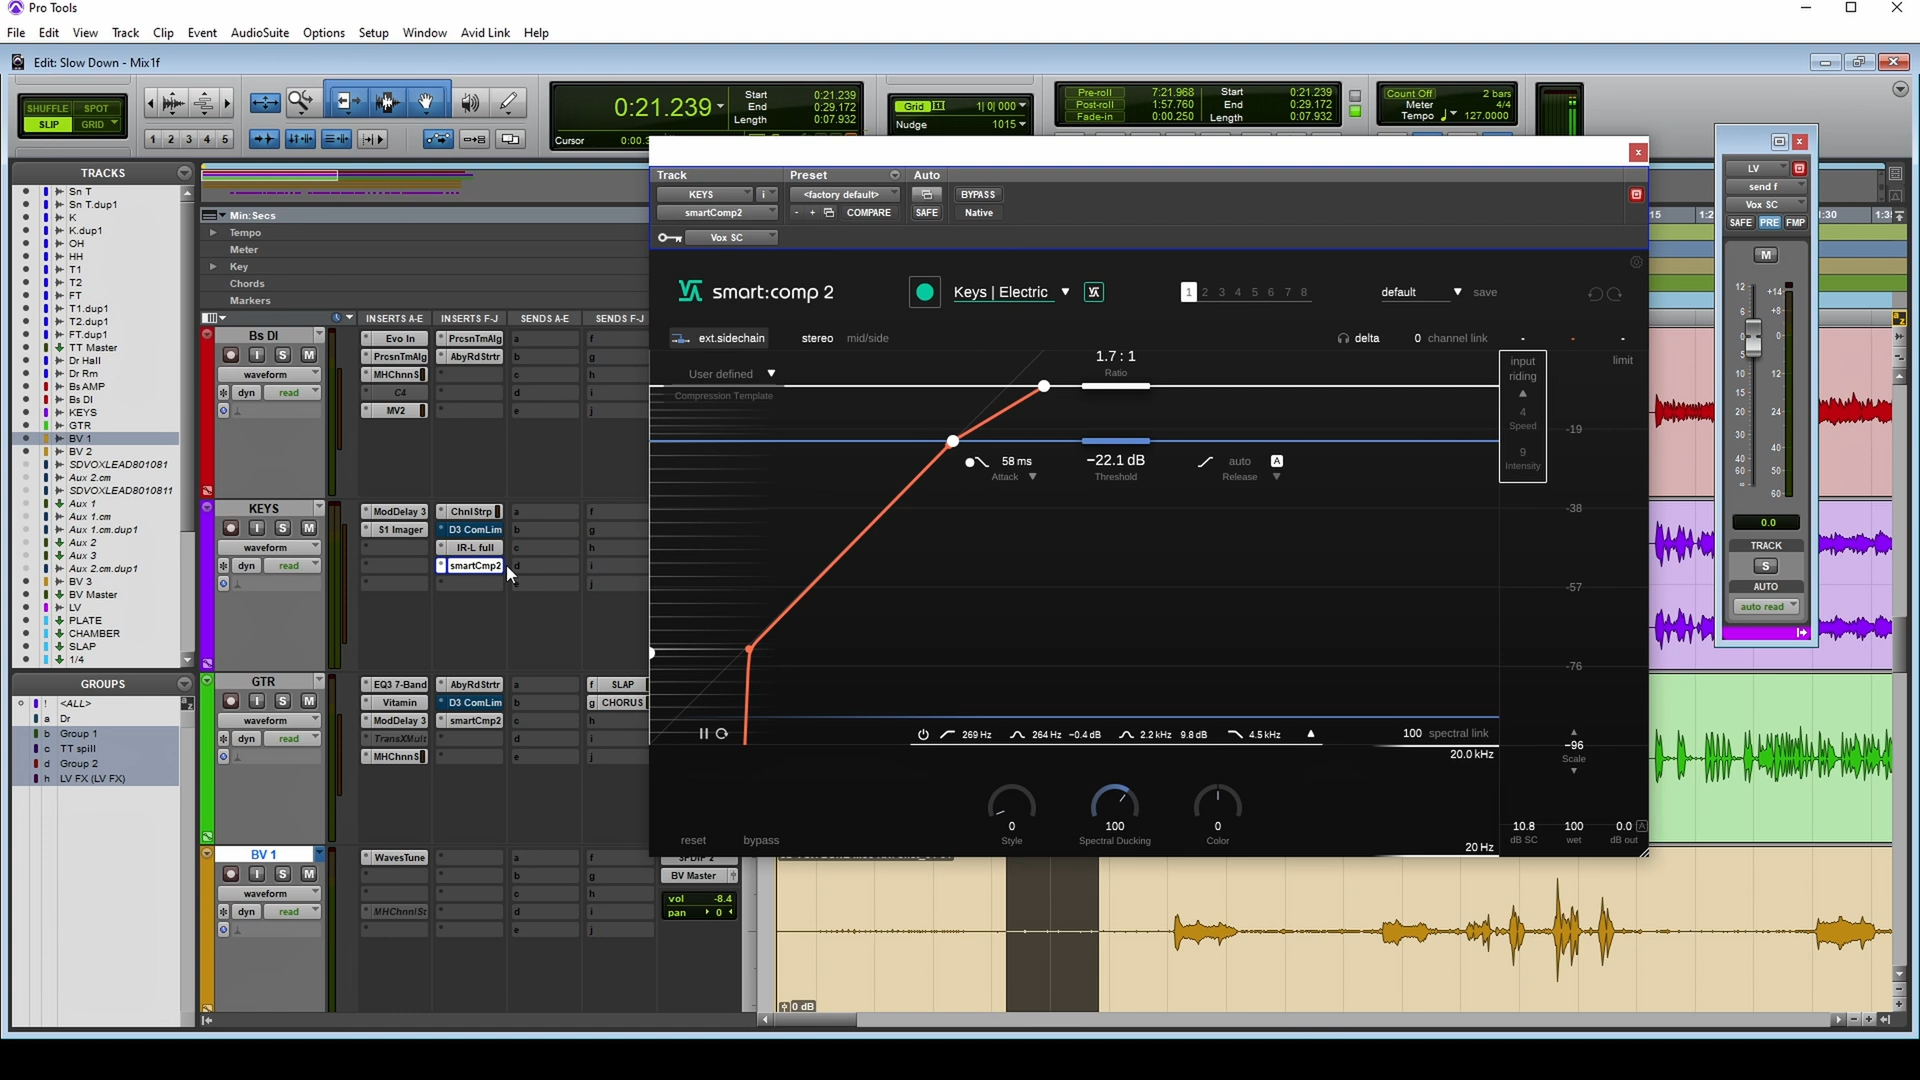 Pro Tools
File Edit View Track Clip Event AudioSuite Options Setup Window Avid Link Help
Edit: Slow Down - Mix1f
SHUFFLE SPOT
SLIP GRID
1 2 3 4 5
0:21.239
Start 0:21.239
End 0:29.172
Length 0:07.932
Cursor
Grid 1| 0| 000
Nudge 1015
Pre-roll 7:21.968
Post-roll 1:57.760
Fade-in 0:00.250
Start 0:21.239
End 0:29.172
Length 0:07.932
Count Off 2 bars
Meter 4/4
Tempo 127.0000
TRACKS
Sn T
Sn T.dup1
K
K.dup1
OH
HH
T1
T2
FT
T1.dup1
T2.dup1
FT.dup1
TT Master
Dr Hall
Dr Rm
Bs AMP
Bs DI
KEYS
GTR
BV 1
BV 2
SDVOXLEAD801081
Aux 2.cm
SDVOXLEAD8010811
Aux 1
Aux 1.cm
Aux 1.cm.dup1
Aux 2
Aux 3
Aux 2.cm.dup1
BV 3
BV Master
LV
PLATE
CHAMBER
SLAP
1/4
GROUPS
! <ALL>
a Dr
b Group 1
c TT spill
d Group 2
h LV FX (LV FX)
Min:Secs
Tempo
Meter
Key
Chords
Markers
INSERTS A-E INSERTS F-J SENDS A-E SENDS F-J
Bs DI
I S M
waveform
dyn read
Evo In
PrcsnTmAlg
MHChnnS
C4
MV2
PrcsnTmAlg
AbyRdStrtr
a
b
c
d
e
f
g
h
i
j
KEYS
I S M
waveform
dyn read
ModDelay 3
S1 Imager
ChnlStrp
D3 ComLim
IR-L full
smartCmp2
a
b
c
d
e
f
g
h
i
j
GTR
I S M
waveform
dyn read
EQ3 7-Band
Vitamin
ModDelay 3
TransXMult
MHChnnS
AbyRdStrtr
D3 ComLim
smartCmp2
a
b
c
d
e
f SLAP
g CHORUS
h
i
j
BV 1
I S M
waveform
dyn read
WavesTune
MHChnnlSt
a
b
c
d
e
f
g
h
i
j
BV Master
vol -8.4
pan 0
0 dB
Track Preset Auto
KEYS i <factory default> BYPASS
smartComp2 - + COMPARE SAFE Native
Vox SC
smart:comp 2
Keys | Electric
1 2 3 4 5 6 7 8
default save
ext.sidechain stereo mid/side
delta 0 channel link - - -
User defined
Compression Template
1.7 : 1
Ratio
58 ms
Attack
-22.1 dB
Threshold
auto A
Release
input
riding
4
Speed
9
Intensity
limit
-19
-38
-57
-76
-96
Scale
269 Hz 264 Hz -0.4 dB 2.2 kHz 9.8 dB 4.5 kHz
100 spectral link
20.0 kHz
20 Hz
0
Style
100
Spectral Ducking
0
Color
reset bypass
10.8
dB SC
100
wet
0.0 A
dB out
LV
send f
Vox SC
SAFE PRE FMP
M
12
6
5
10
15
20
30
40
60
+14
+8
0
12
24
40
60
0.0
TRACK
S
AUTO
auto read